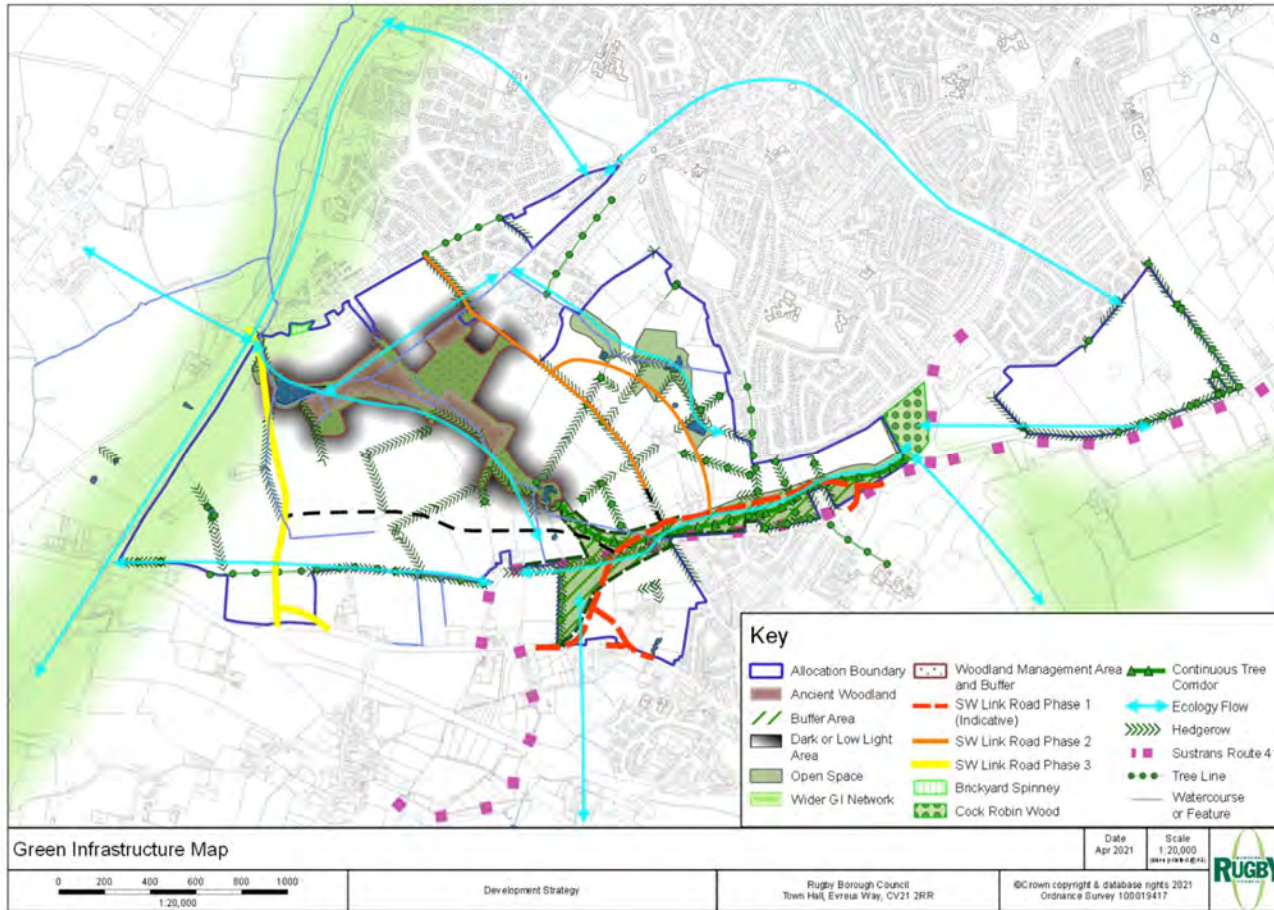 Key
Allocation Boundary
Ancient Woodland
Buffer Area
Dark or Low Light
Area
Open Space
Wider GI Network
Woodland Management Area
and Buffer
SW Link Road Phase 1
(Indicative)
SW Link Road Phase 2
SW Link Road Phase 3
Brickyard Spinney
Cock Robin Wood
Continuous Tree
Corridor
Ecology Flow
Hedgerow
Sustrans Route 41
Tree Line
Watercourse
or Feature
Green Infrastructure Map
Date
Apr 2021
Scale
1:20,000
0 200 400 600 800 1000
1:20,000
Development Strategy
Rugby Borough Council
Town Hall, Evreux Way, CV21 2RR
©Crown copyright & database rights 2021
Ordnance Survey 100019417
RUGBY